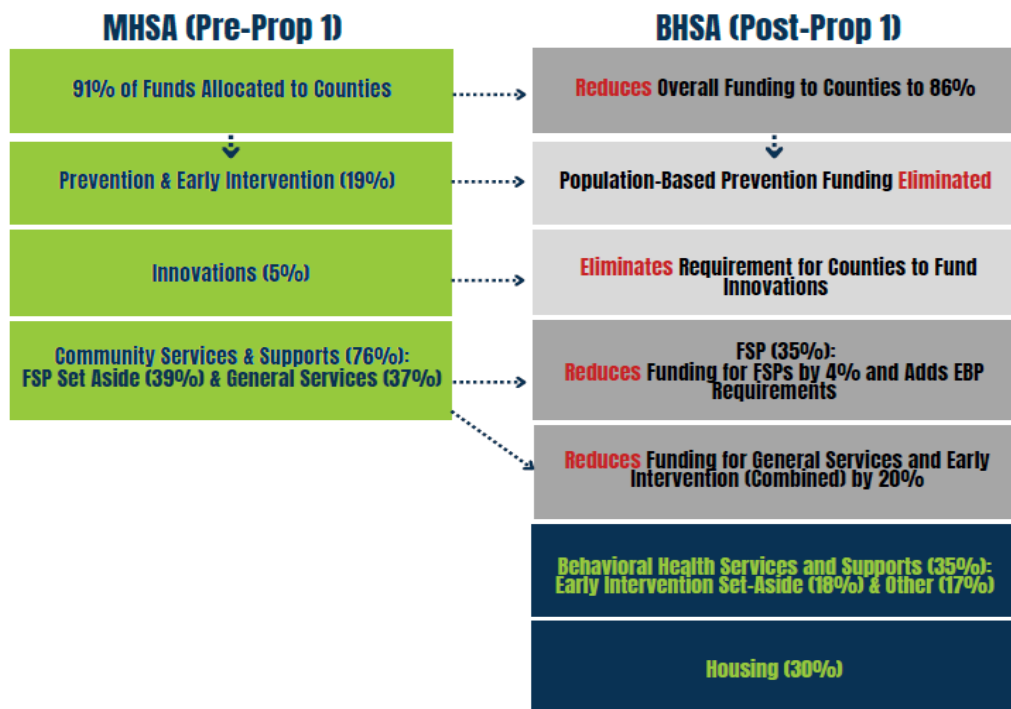 MHSA (Pre-Prop 1)
91% of Funds Allocated to Counties
Prevention & Early Intervention (19%)
Innovations (5%)
Community Services & Supports (76%):
FSP Set Aside (39%) & General Services (37%)
BHSA (Post-Prop 1)
Reduces Overall Funding to Counties to 86%
Population-Based Prevention Funding Eliminated
Eliminates Requirement for Counties to Fund
Innovations
FSP (35%):
Reduces Funding for FSPs by 4% and Adds EBP
Requirements
Reduces Funding for General Services and Early
Intervention (Combined) by 20%
Behavioral Health Services and Supports (35%):
Early Intervention Set-Aside (18%) & Other (17%)
Housing (30%)